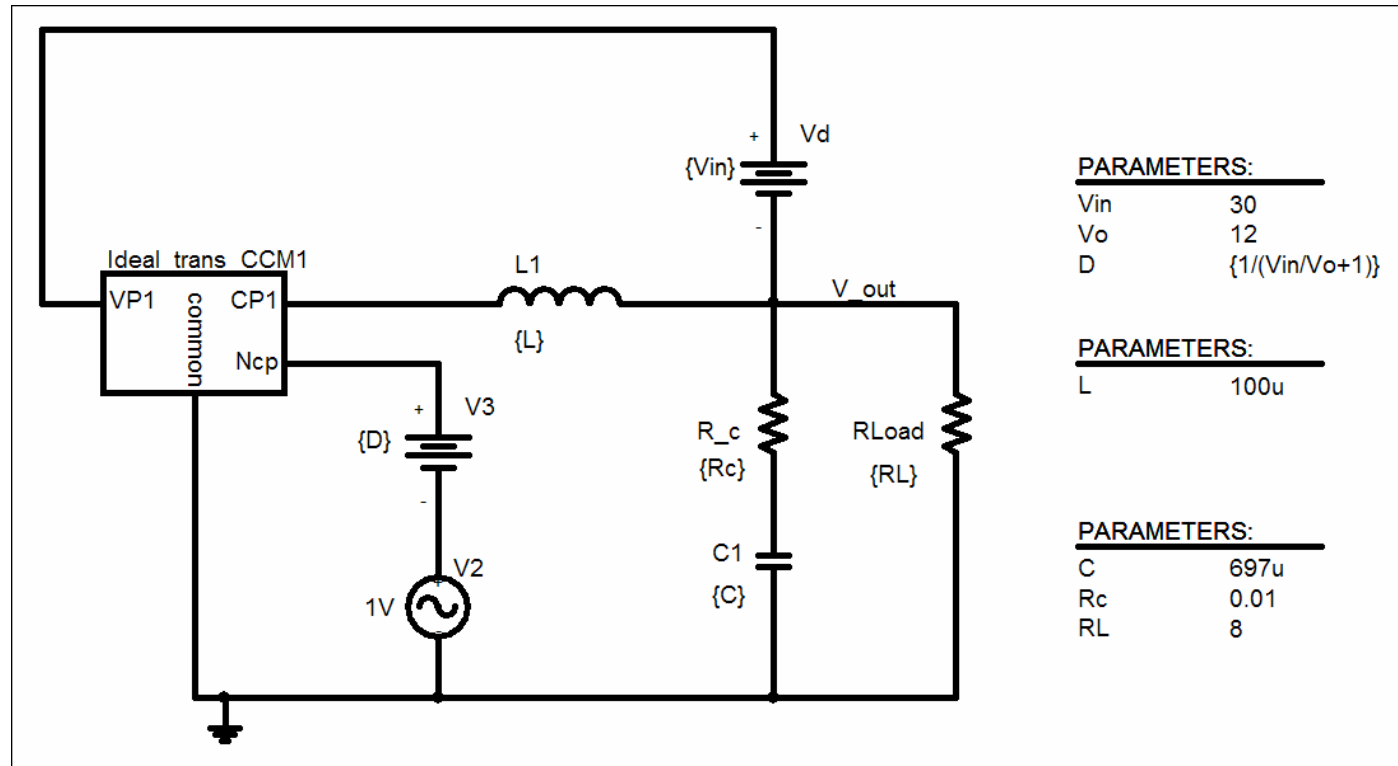 + Vd
{Vin}
-
Ideal_trans_CCM1
VP1
common
CP1
Ncp
L1
{L}
V_out
+ V3
{D}
-
V2
+
1V
-
R_c
{Rc}
C1
{C}
RLoad
{RL}
PARAMETERS:
Vin 30
Vo 12
D {1/(Vin/Vo+1)}
PARAMETERS:
L 100u
PARAMETERS:
C 697u
Rc 0.01
RL 8